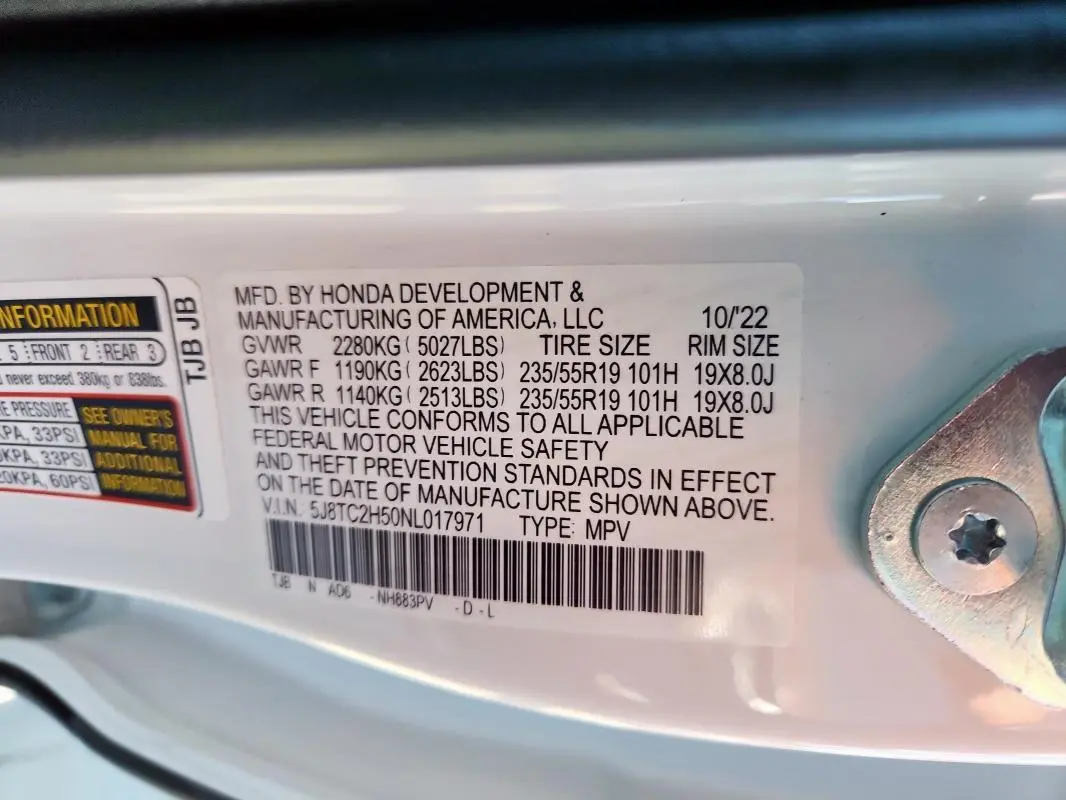 NFORMATION
5 FRONT 2 REAR 3
never exceed 380kg or 838lbs.
PRESSURE
KPA, 33PSI
KPA, 33PSI
20KPA, 60PSI
SEE OWNER'S
MANUAL FOR
ADDITIONAL
INFORMATION
TJB JB
MFD. BY HONDA DEVELOPMENT &
MANUFACTURING OF AMERICA, LLC 10/'22
GVWR 2280KG ( 5027LBS) TIRE SIZE RIM SIZE
GAWR F 1190KG ( 2623LBS) 235/55R19 101H 19X8.0J
GAWR R 1140KG ( 2513LBS) 235/55R19 101H 19X8.0J
THIS VEHICLE CONFORMS TO ALL APPLICABLE
FEDERAL MOTOR VEHICLE SAFETY
AND THEFT PREVENTION STANDARDS IN EFFECT
ON THE DATE OF MANUFACTURE SHOWN ABOVE.
V.I.N: 5J8TC2H50NL017971 TYPE: MPV
TJB N AD6 -NH883PV -D-L